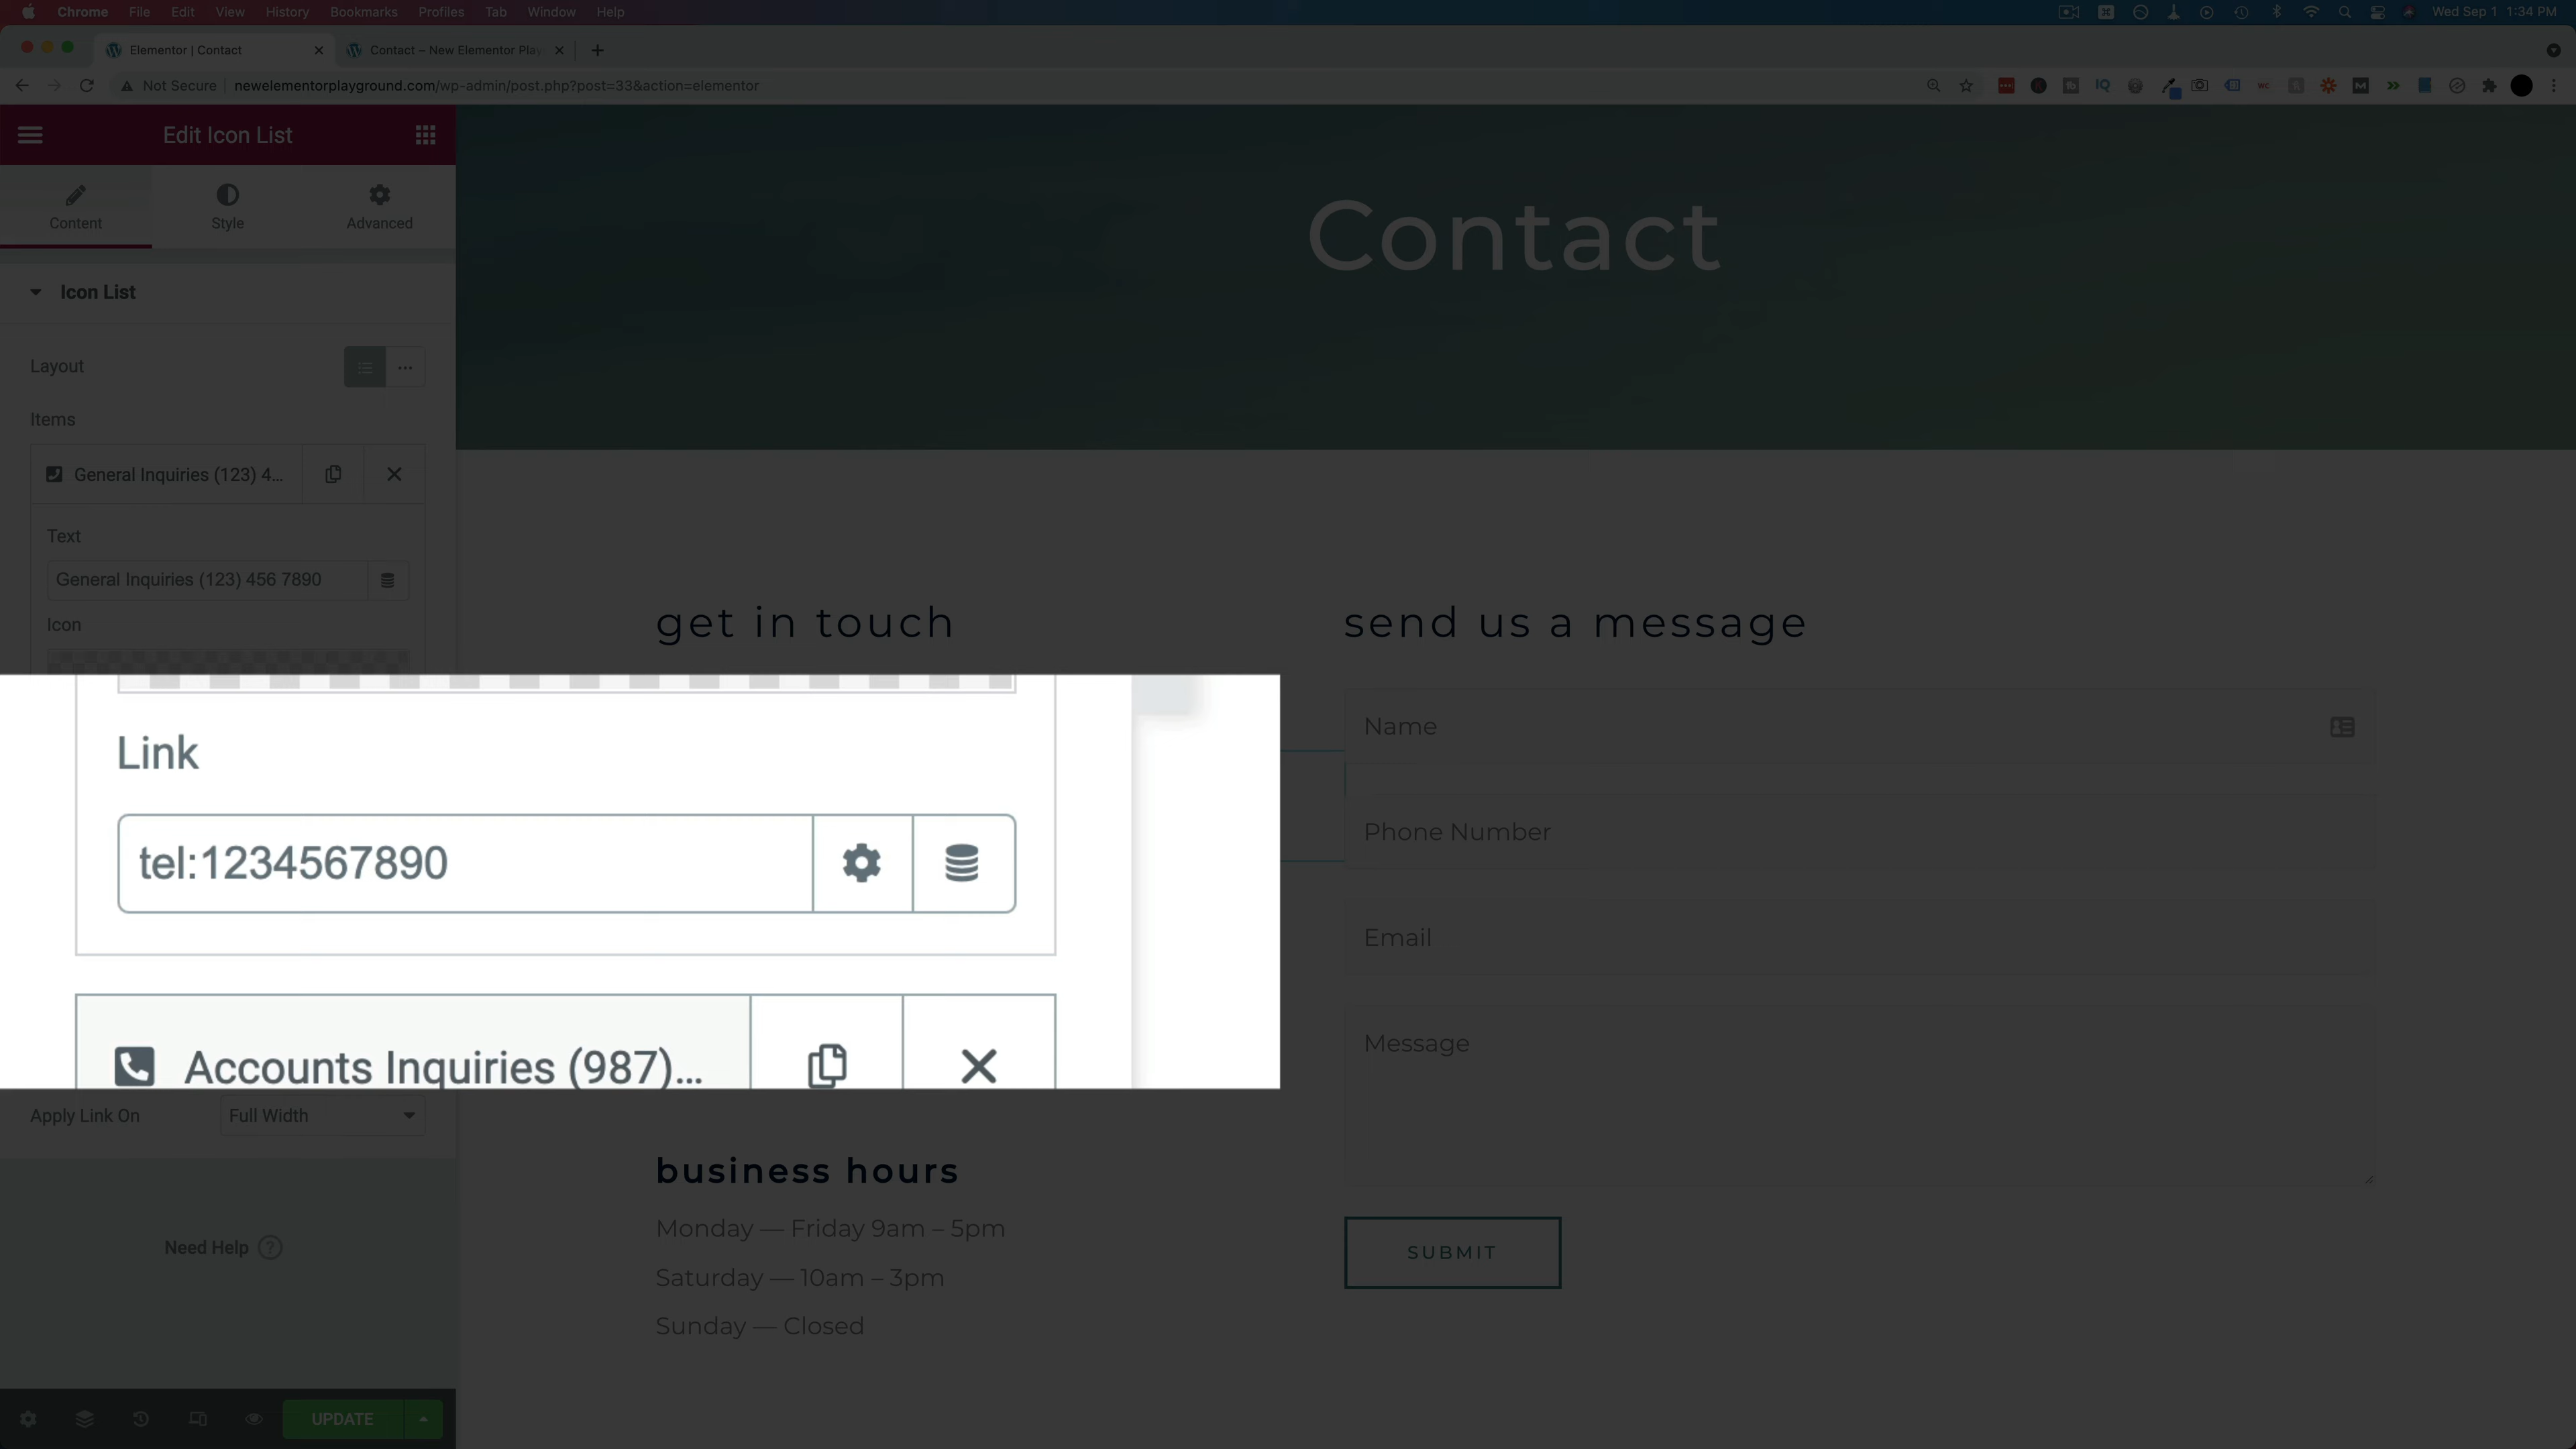 Chrome File Edit View History Bookmarks Profiles Tab Window Help
Wed Sep 1 1:34 PM
Elementor | Contact
Contact – New Elementor Play
Not Secure
newelementorplayground.com/wp-admin/post.php?post=33&action=elementor
Edit Icon List
Content
Style
Advanced
Icon List
Layout
Items
General Inquiries (123) 4...
Text
General Inquiries (123) 456 7890
Icon
Link
tel:1234567890
Accounts Inquiries (987)...
Apply Link On
Full Width
Need Help
UPDATE
Contact
get in touch
business hours
Monday — Friday 9am – 5pm
Saturday — 10am – 3pm
Sunday — Closed
send us a message
Name
Phone Number
Email
Message
SUBMIT